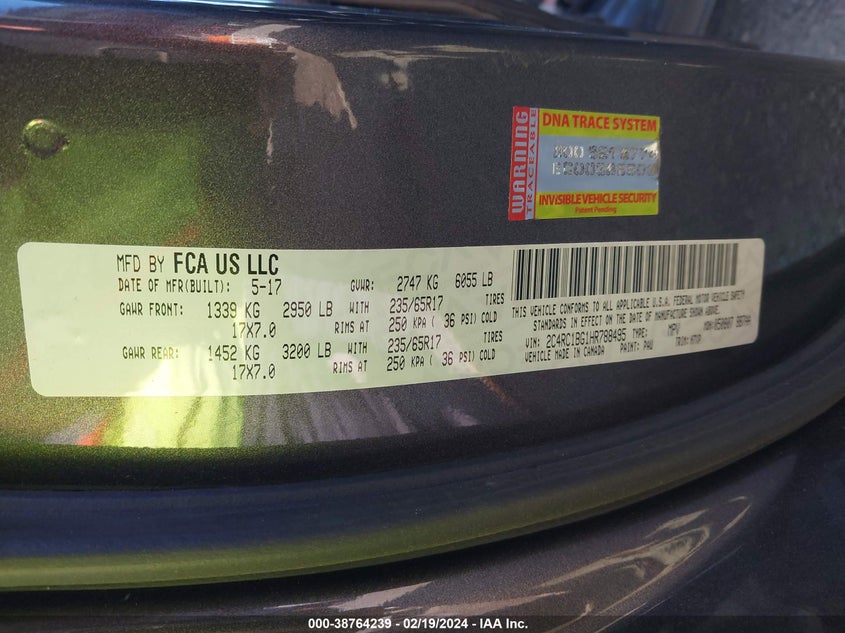 WARNING
TRACEABLE
DNA TRACE SYSTEM
INVISIBLE VEHICLE SECURITY
Patent Pending
MFD BY FCA US LLC
DATE OF MFR(BUILT): 5-17 GVWR: 2747 KG 6055 LB
GAWR FRONT: 1339 KG 2950 LB WITH 235/65R17 TIRES
17X7.0 RIMS AT 250 KPA ( 36 PSI) COLD
GAWR REAR: 1452 KG 3200 LB WITH 235/65R17 TIRES
17X7.0 RIMS AT 250 KPA ( 36 PSI) COLD
THIS VEHICLE CONFORMS TO ALL APPLICABLE U.S.A. FEDERAL MOTOR VEHICLE SAFETY
STANDARDS IN EFFECT ON THE DATE OF MANUFACTURE SHOWN ABOVE.
VIN: 2C4RC1BG1HR789495 TYPE: MPV
VEHICLE MADE IN CANADA PAINT: PAU TRIM:
000-38764239 - 02/19/2024 - IAA Inc.